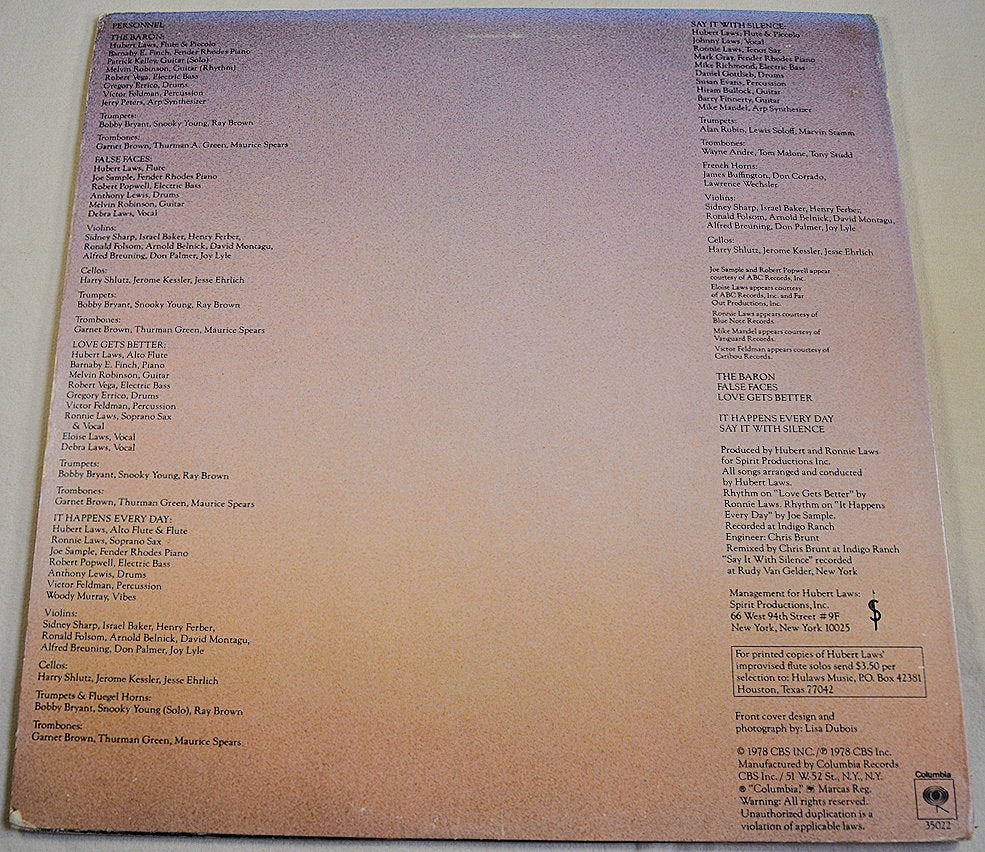 PERSONNEL
THE BARON:
Hubert Laws, Flute & Piccolo
Barnaby E. Finch, Fender Rhodes Piano
Patrick Kelley, Guitar (Solo)
Melvin Robinson, Guitar (Rhythm)
Robert Vega, Electric Bass
Gregory Errico, Drums
Victor Feldman, Percussion
Jerry Peters, Arp Synthesizer
Trumpets:
Bobby Bryant, Snooky Young, Ray Brown
Trombones:
Garnet Brown, Thurman A. Green, Maurice Spears
FALSE FACES:
Hubert Laws, Flute
Joe Sample, Fender Rhodes Piano
Robert Popwell, Electric Bass
Anthony Lewis, Drums
Melvin Robinson, Guitar
Debra Laws, Vocal
Violins:
Sidney Sharp, Israel Baker, Henry Ferber,
Ronald Folsom, Arnold Belnick, David Montagu,
Alfred Breuning, Don Palmer, Joy Lyle
Cellos:
Harry Shlutz, Jerome Kessler, Jesse Ehrlich
Trumpets:
Bobby Bryant, Snooky Young, Ray Brown
Trombones:
Garnet Brown, Thurman Green, Maurice Spears
LOVE GETS BETTER:
Hubert Laws, Alto Flute
Barnaby E. Finch, Piano
Melvin Robinson, Guitar
Robert Vega, Electric Bass
Gregory Errico, Drums
Victor Feldman, Percussion
Ronnie Laws, Soprano Sax
& Vocal
Eloise Laws, Vocal
Debra Laws, Vocal
Trumpets:
Bobby Bryant, Snooky Young, Ray Brown
Trombones:
Garnet Brown, Thurman Green, Maurice Spears
IT HAPPENS EVERY DAY:
Hubert Laws, Alto Flute & Flute
Ronnie Laws, Soprano Sax
Joe Sample, Fender Rhodes Piano
Robert Popwell, Electric Bass
Anthony Lewis, Drums
Victor Feldman, Percussion
Woody Murray, Vibes
Violins:
Sidney Sharp, Israel Baker, Henry Ferber,
Ronald Folsom, Arnold Belnick, David Montagu,
Alfred Breuning, Don Palmer, Joy Lyle
Cellos:
Harry Shlutz, Jerome Kessler, Jesse Ehrlich
Trumpets & Fluegel Horns:
Bobby Bryant, Snooky Young (Solo), Ray Brown
Trombones:
Garnet Brown, Thurman Green, Maurice Spears
SAY IT WITH SILENCE:
Hubert Laws, Flute & Piccolo
Johnny Laws, Vocal
Ronnie Laws, Tenor Sax
Mark Gray, Fender Rhodes Piano
Mike Richmond, Electric Bass
Daniel Gottlieb, Drums
Susan Evans, Percussion
Hiram Bullock, Guitar
Barry Finnerty, Guitar
Mike Mandel, Arp Synthesizer
Trumpets:
Alan Rubin, Lewis Soloff, Marvin Stamm
Trombones:
Wayne Andre, Tom Malone, Tony Studd
French Horns:
James Buffington, Don Corrado,
Lawrence Wechsler
Violins:
Sidney Sharp, Israel Baker, Henry Ferber,
Ronald Folsom, Arnold Belnick, David Montagu,
Alfred Breuning, Don Palmer, Joy Lyle
Cellos:
Harry Shlutz, Jerome Kessler, Jesse Ehrlich
Joe Sample and Robert Popwell appear
courtesy of ABC Records, Inc.
Eloise Laws appears courtesy
of ABC Records, Inc. and Far
Out Productions, Inc.
Ronnie Laws appears courtesy of
Blue Note Records.
Mike Mandel appears courtesy of
Vanguard Records.
Victor Feldman appears courtesy of
Caribou Records.
THE BARON
FALSE FACES
LOVE GETS BETTER
IT HAPPENS EVERY DAY
SAY IT WITH SILENCE
Produced by Hubert and Ronnie Laws
for Spirit Productions Inc.
All songs arranged and conducted
by Hubert Laws.
Rhythm on "Love Gets Better" by
Ronnie Laws. Rhythm on "It Happens
Every Day" by Joe Sample.
Recorded at Indigo Ranch
Engineer: Chris Brunt
Remixed by Chris Brunt at Indigo Ranch
"Say It With Silence" recorded
at Rudy Van Gelder, New York
Management for Hubert Laws:
Spirit Productions, Inc.
66 West 94th Street #9F
New York, New York 10025
For printed copies of Hubert Laws'
improvised flute solos send $3.50 per
selection to: Hulaws Music, P.O. Box 42381
Houston, Texas 77042
Front cover design and
photograph by: Lisa Dubois
© 1978 CBS INC./℗ 1978 CBS Inc.
Manufactured by Columbia Records
CBS Inc./ 51 W. 52 St., N.Y., N.Y.
® "Columbia," Marcas Reg.
Warning: All rights reserved.
Unauthorized duplication is a
violation of applicable laws.
Columbia
35022